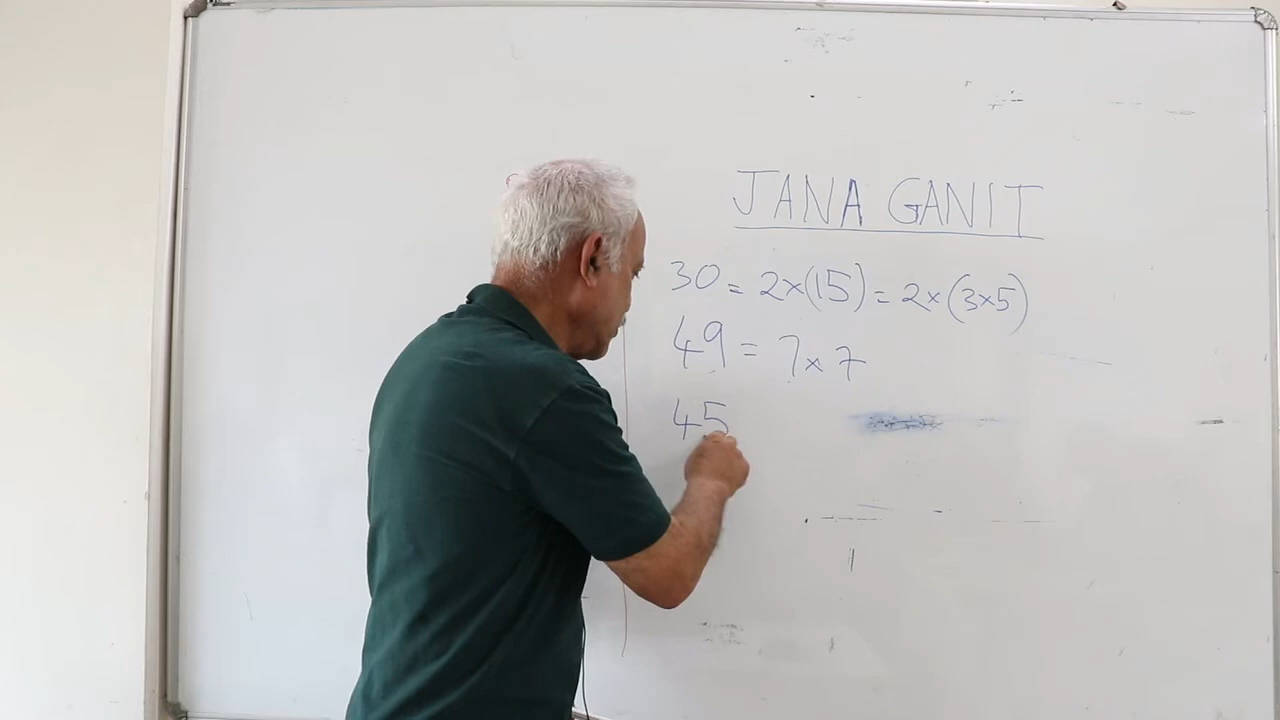 JANA GANIT
30 = 2×(15) = 2×(3×5)
49 = 7×7
45